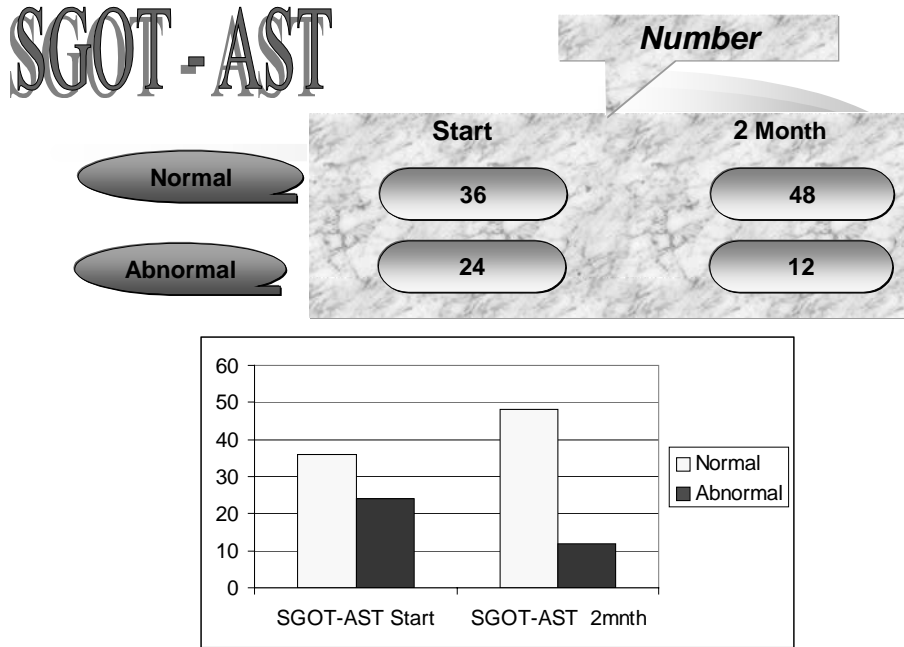 SGOT - AST
Number
Start 2 Month
Normal 36 48
Abnormal 24 12
60
50
40
30
20
10
0
Normal
Abnormal
SGOT-AST Start SGOT-AST 2mnth